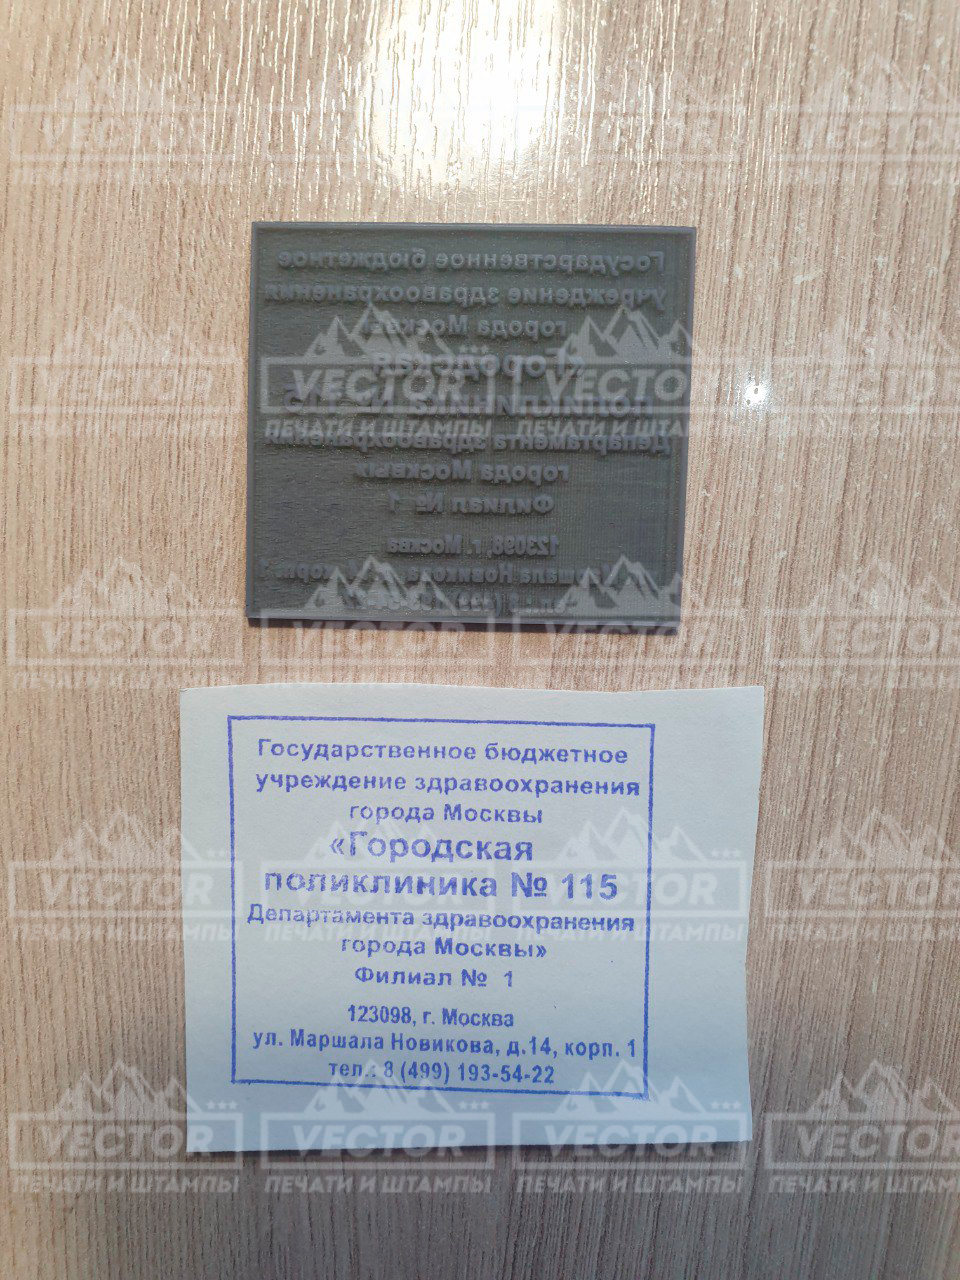 Государственное бюджетное
учреждение здравоохранения
города Москвы
«Городская
поликлиника № 115
Департамента здравоохранения
города Москвы»
Филиал № 1
123098, г. Москва
ул. Маршала Новикова, д.14, корп. 1
тел.: 8 (499) 193-54-22
VECTOR
ПЕЧАТИ И ШТАМПЫ